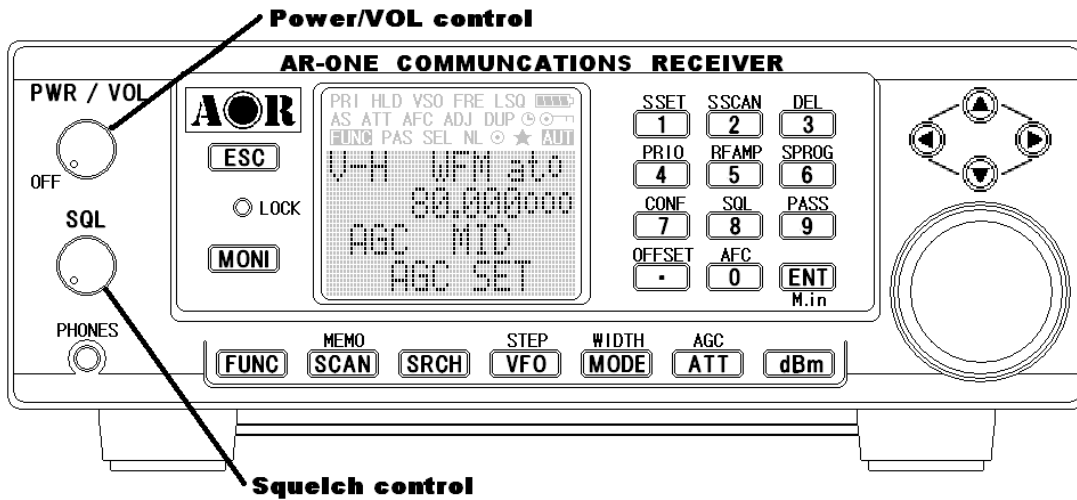 Power/VOL control
AR-ONE COMMUNCATIONS RECEIVER
PWR / VOL
OFF
SQL
PHONES
AOR
ESC
LOCK
MONI
PRI HLD VSO FRE LSQ
AS ATT AFC ADJ DUP
FUNC PAS SEL NL AUT
V-H WFM ato
80.000000
AGC MID
AGC SET
SSET SSCAN DEL
1 2 3
PRIO RFAMP SPROG
4 5 6
CONF SQL PASS
7 8 9
OFFSET AFC
. 0 ENT
M.in
MEMO STEP WIDTH AGC
FUNC SCAN SRCH VFO MODE ATT dBm
Squelch control